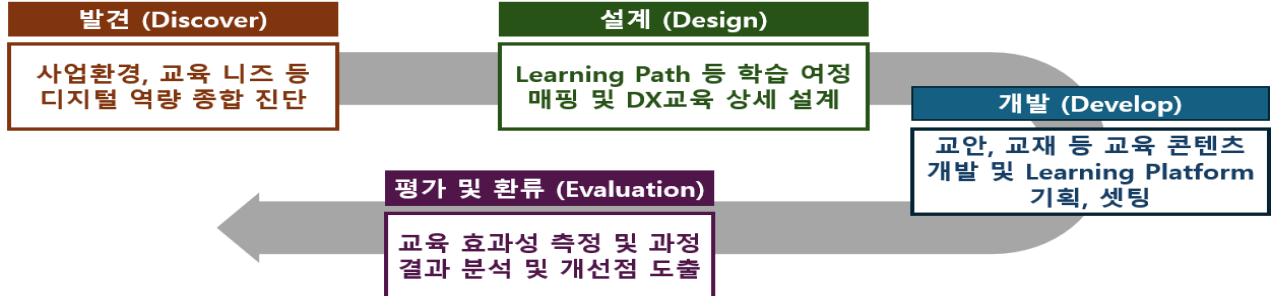 발견 (Discover)
사업환경, 교육 니즈 등
디지털 역량 종합 진단
설계 (Design)
Learning Path 등 학습 여정
매핑 및 DX교육 상세 설계
개발 (Develop)
교안, 교재 등 교육 콘텐츠
개발 및 Learning Platform
기획, 셋팅
평가 및 환류 (Evaluation)
교육 효과성 측정 및 과정
결과 분석 및 개선점 도출